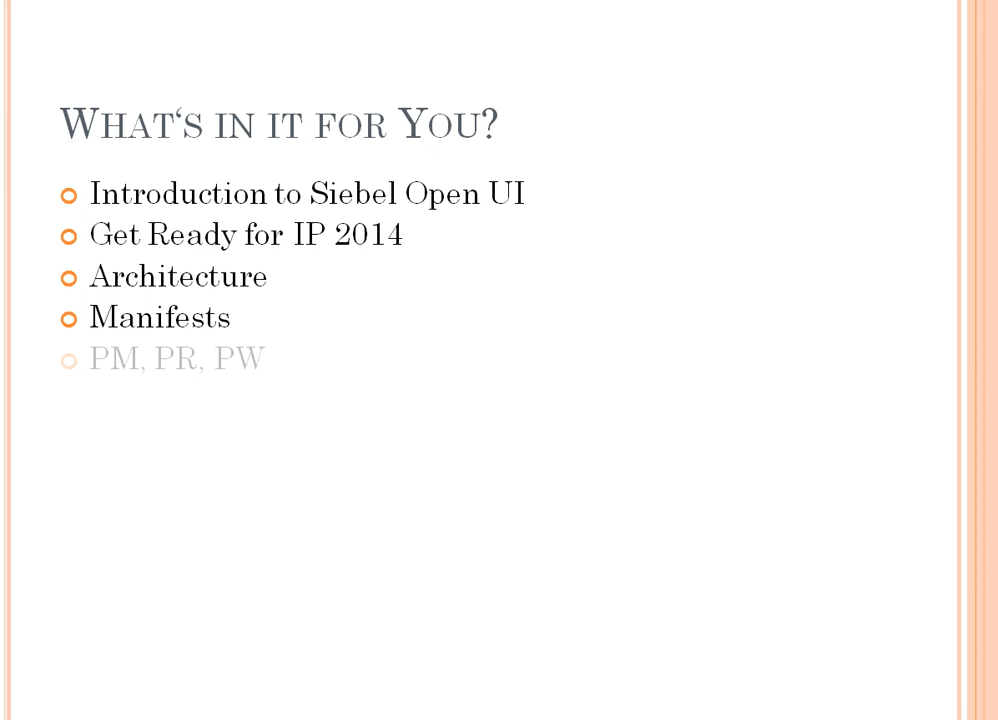 What‘s in it for You?
Introduction to Siebel Open UI
Get Ready for IP 2014
Architecture
Manifests
PM, PR, PW